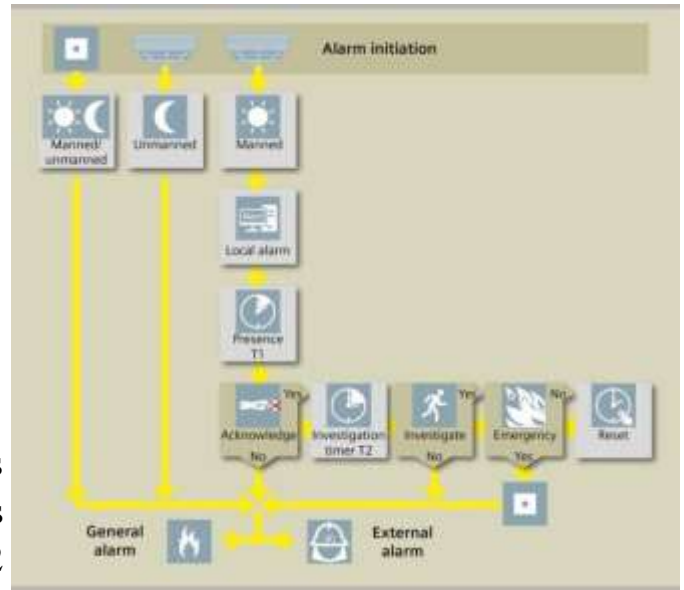 Alarm initiation
Manned/
unmanned
Unmanned
Manned
Local alarm
Presence
T1
Yes
Yes
No
Acknowledge
Investigation
timer T2
Investigate
Emergency
Reset
No
No
Yes
General
alarm
External
alarm